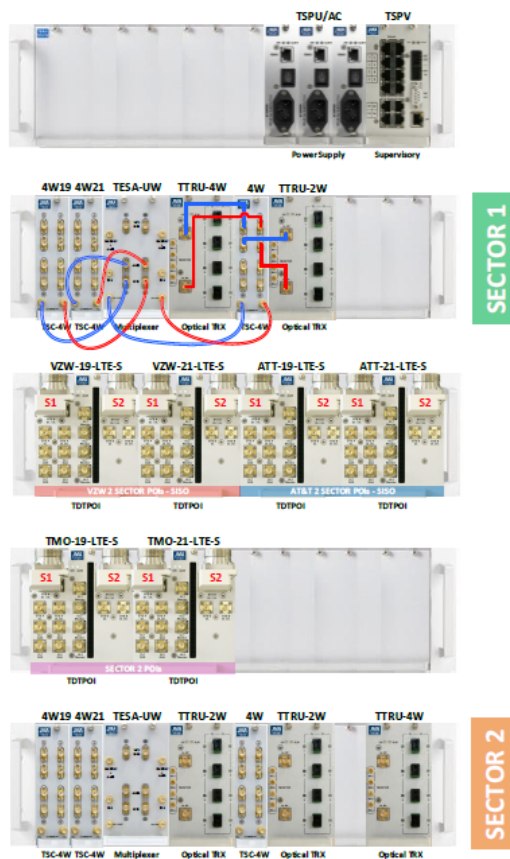 TSPU/AC TSPV
Power Supply Supervisory
4W19 4W21 TESA-UW TTRU-4W 4W TTRU-2W
TSC-4W TSC-4W Multiplexer Optical TRX TSC-4W Optical TRX
SECTOR 1
VZW-19-LTE-S VZW-21-LTE-S ATT-19-LTE-S ATT-21-LTE-S
S1 S2 S1 S2 S1 S2 S1 S2
VZW 2 SECTOR POIs - SISO AT&T 2 SECTOR POIs - SISO
TDTPOI TDTPOI TDTPOI TDTPOI
TMO-19-LTE-S TMO-21-LTE-S
S1 S2 S1 S2
SECTOR 2 POIs
TDTPOI TDTPOI
4W19 4W21 TESA-UW TTRU-2W 4W TTRU-2W TTRU-4W
TSC-4W TSC-4W Multiplexer Optical TRX TSC-4W Optical TRX Optical TRX
SECTOR 2